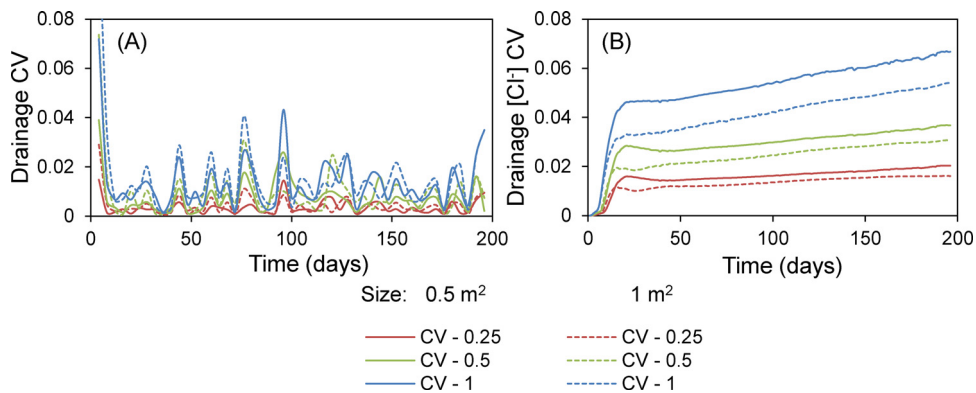 (A)
Drainage CV
0.08
0.06
0.04
0.02
0
0 50 100 150 200
Time (days)
(B)
Drainage [Cl-] CV
0.08
0.06
0.04
0.02
0
0 50 100 150 200
Time (days)
Size: 0.5 m² 1 m²
CV - 0.25 CV - 0.25
CV - 0.5 CV - 0.5
CV - 1 CV - 1